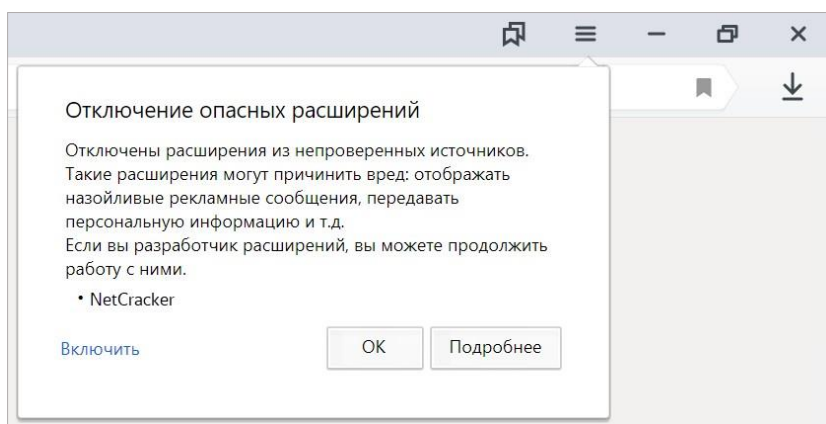 Отключение опасных расширений
Отключены расширения из непроверенных источников.
Такие расширения могут причинить вред: отображать
назойливые рекламные сообщения, передавать
персональную информацию и т.д.
Если вы разработчик расширений, вы можете продолжить
работу с ними.
• NetCracker
Включить
OK
Подробнее